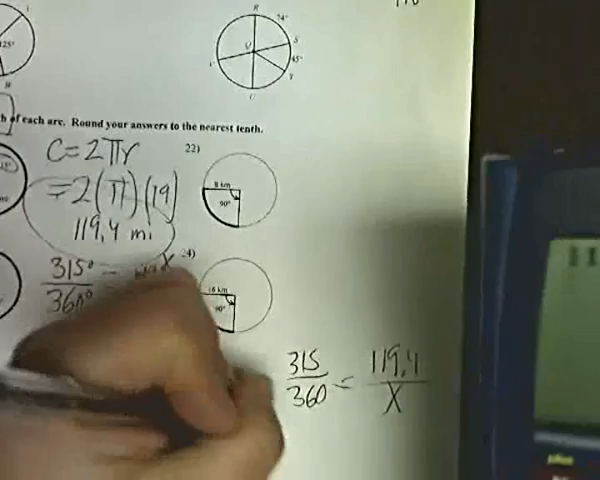 R
74°
125°
Q
S
45°
T
U
of each arc. Round your answers to the nearest tenth.
C=2πr
22)
=2(π)(19)
8 km
90°
119.4 mi
315° = x
24)
360°
16 km
90°
315 = 119.4
360 X